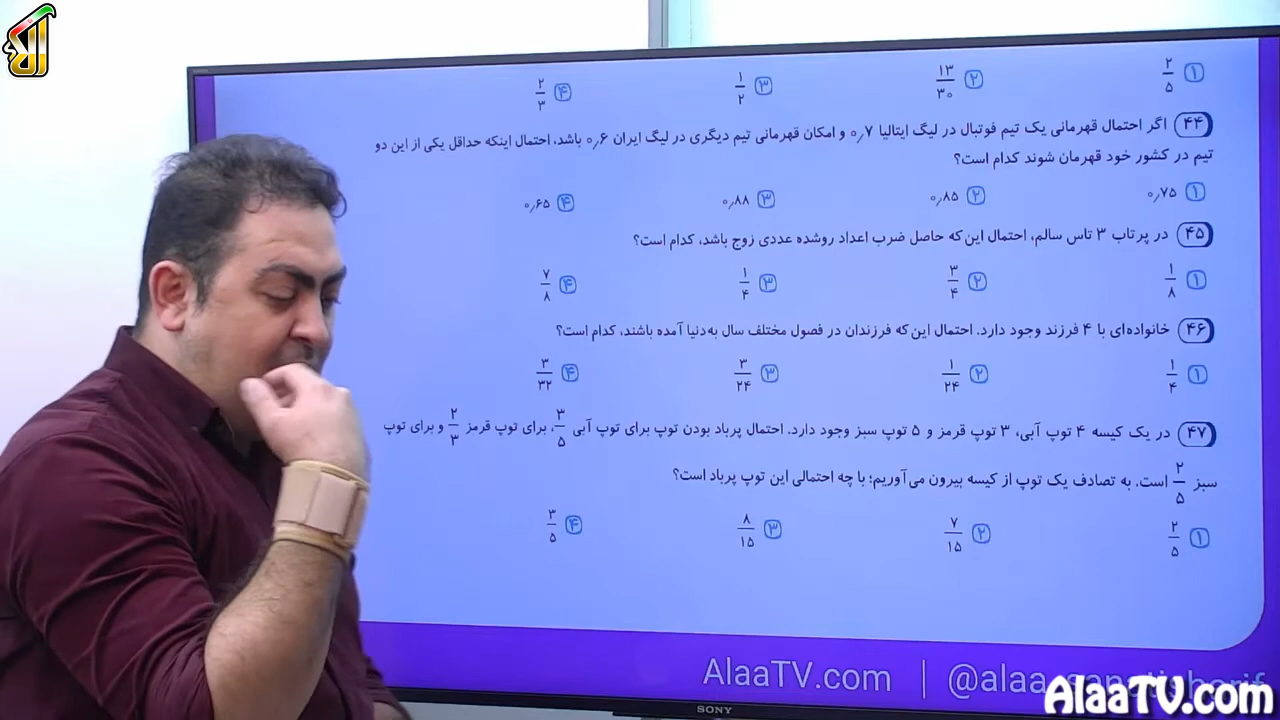 ۱ ۲/۵ ۲ ۱۳/۳۰ ۳ ۱/۲ ۴ ۲/۳
۴۴ اگر احتمال قهرمانی یک تیم فوتبال در لیگ ایتالیا ۰٫۷ و امکان قهرمانی تیم دیگری در لیگ ایران ۰٫۶ باشد، احتمال اینکه حداقل یکی از این دو
تیم در کشور خود قهرمان شوند کدام است؟
۱ ۰٫۷۵ ۲ ۰٫۸۵ ۳ ۰٫۸۸ ۴ ۰٫۶۵
۴۵ در پرتاب ۳ تاس سالم، احتمال این‌که حاصل ضرب اعداد روشده عددی زوج باشد، کدام است؟
۱ ۱/۸ ۲ ۳/۴ ۳ ۱/۴ ۴ ۷/۸
۴۶ خانواده‌ای با ۴ فرزند وجود دارد. احتمال این‌که فرزندان در فصول مختلف سال به‌دنیا آمده باشند، کدام است؟
۱ ۱/۴ ۲ ۱/۲۴ ۳ ۳/۲۴ ۴ ۳/۳۲
۴۷ در یک کیسه ۴ توپ آبی، ۳ توپ قرمز و ۵ توپ سبز وجود دارد. احتمال پرباد بودن توپ برای توپ آبی ۳/۵، برای توپ قرمز ۲/۳ و برای توپ
سبز ۲/۵ است. به تصادف یک توپ از کیسه بیرون می‌آوریم؛ با چه احتمالی این توپ پرباد است؟
۱ ۲/۵ ۲ ۷/۱۵ ۳ ۸/۱۵ ۴ ۳/۵
AlaaTV.com | @alaa
SONY
AlaaTV.com